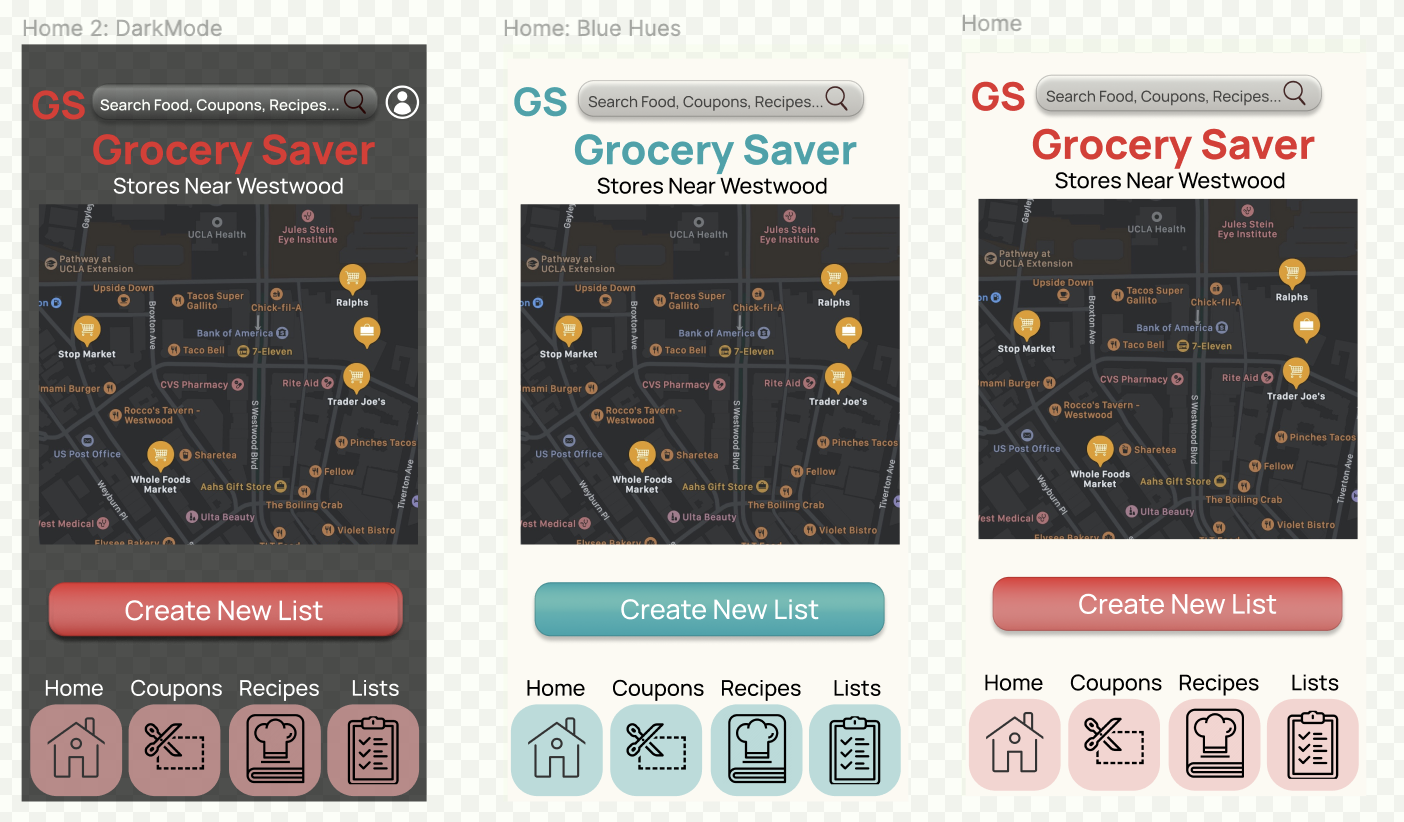 Home 2: DarkMode
GS
Search Food, Coupons, Recipes...
Grocery Saver
Stores Near Westwood
Gayley
UCLA Health
Jules Stein
Eye Institute
Pathway at
UCLA Extension
Upside Down
Tacos Super
Gallito
Chick-fil-A
Ralphs
on
Broxton Ave
Bank of America
Stop Market
Taco Bell
7-Eleven
CVS Pharmacy
Rite Aid
mami Burger
Trader Joe's
Rocco's Tavern -
Westwood
S Westwood Blvd
US Post Office
Pinches Tacos
Sharetea
Fellow
Whole Foods
Market
Aahs Gift Store
Tiverton Ave
Weyburn Pl
The Boiling Crab
est Medical
Ulta Beauty
Violet Bistro
Elysee Bakery
Create New List
Home
Coupons
Recipes
Lists
Home: Blue Hues
GS
Search Food, Coupons, Recipes...
Grocery Saver
Stores Near Westwood
Gayley
UCLA Health
Jules Stein
Eye Institute
Pathway at
UCLA Extension
Upside Down
Tacos Super
Gallito
Chick-fil-A
Ralphs
on
Broxton Ave
Bank of America
Stop Market
Taco Bell
7-Eleven
CVS Pharmacy
Rite Aid
mami Burger
Trader Joe's
Rocco's Tavern -
Westwood
S Westwood Blvd
US Post Office
Pinches Tacos
Sharetea
Fellow
Whole Foods
Market
Aahs Gift Store
Tiverton Ave
Weyburn Pl
The Boiling Crab
est Medical
Ulta Beauty
Violet Bistro
Elysee Bakery
Create New List
Home
Coupons
Recipes
Lists
Home
GS
Search Food, Coupons, Recipes...
Grocery Saver
Stores Near Westwood
Gayley
UCLA Health
Jules Stein
Eye Institute
Pathway at
UCLA Extension
Upside Down
Tacos Super
Gallito
Chick-fil-A
Ralphs
on
Broxton Ave
Bank of America
Stop Market
Taco Bell
7-Eleven
CVS Pharmacy
Rite Aid
mami Burger
Trader Joe's
Rocco's Tavern -
Westwood
S Westwood Blvd
US Post Office
Pinches Tacos
Sharetea
Fellow
Whole Foods
Market
Aahs Gift Store
Tiverton Ave
Weyburn Pl
The Boiling Crab
est Medical
Ulta Beauty
Violet Bistro
Elysee Bakery
Create New List
Home
Coupons
Recipes
Lists